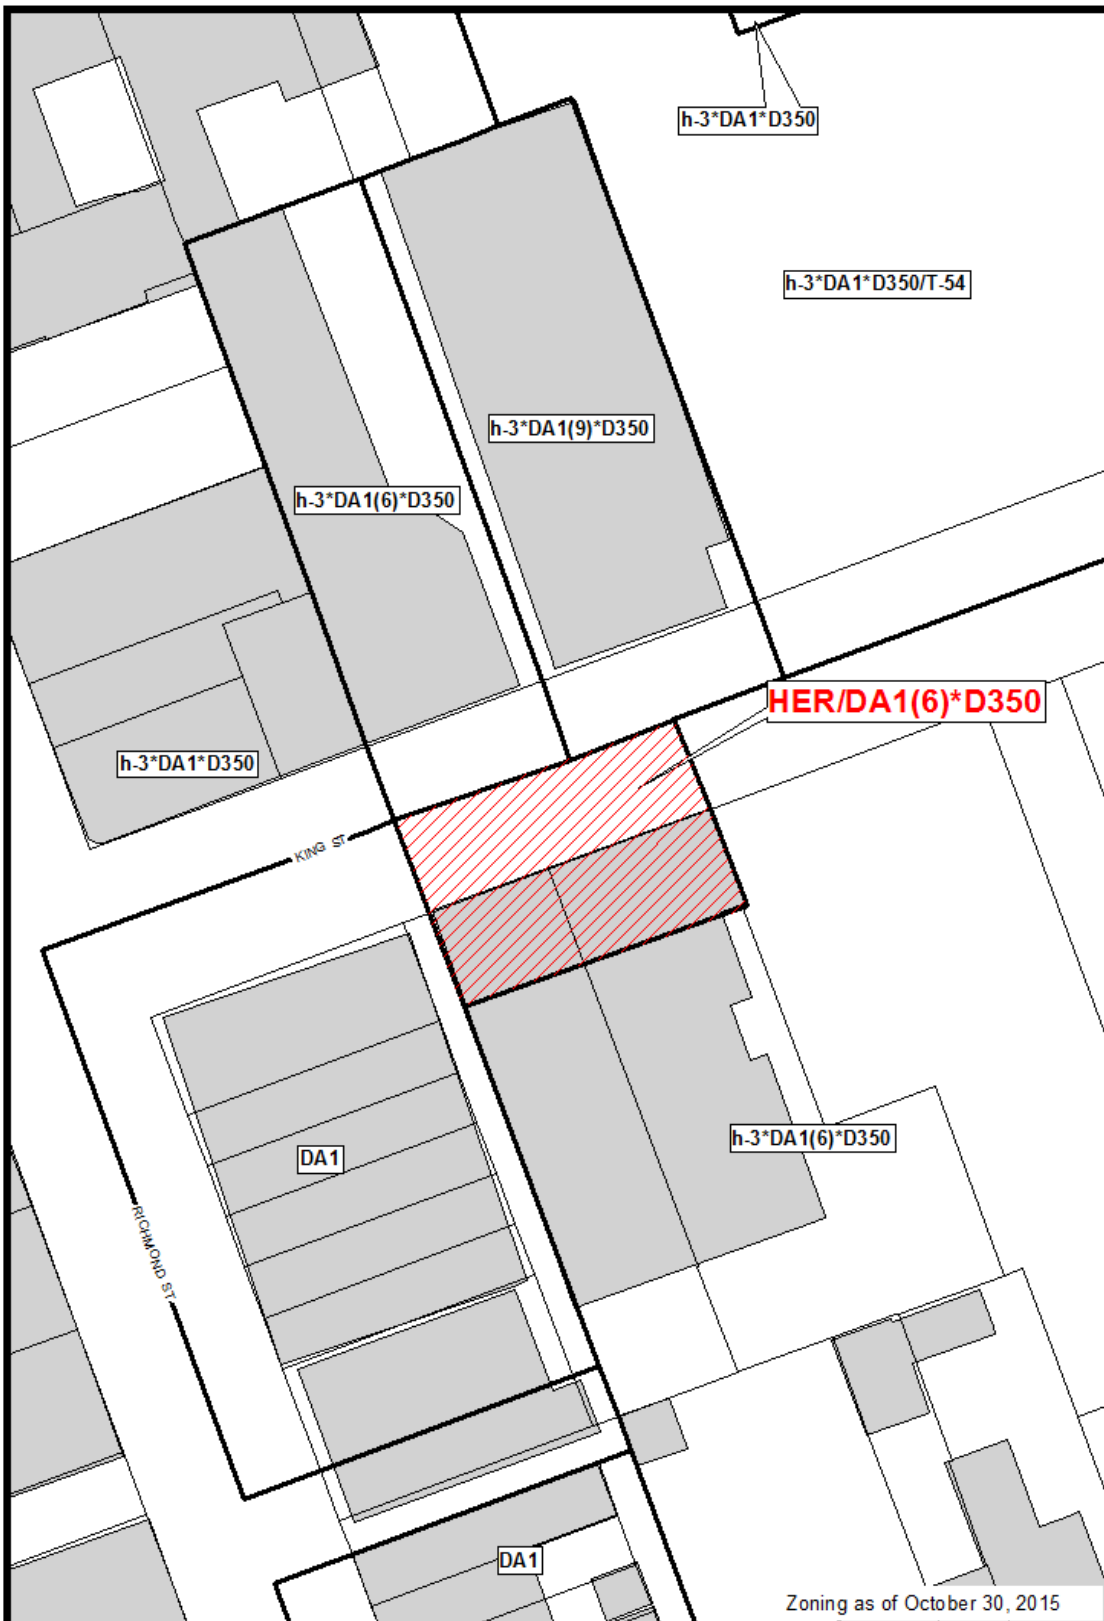 h-3*DA1*D350
h-3*DA1*D350/T-54
h-3*DA1(9)*D350
h-3*DA1(6)*D350
HER/DA1(6)*D350
h-3*DA1*D350
KING ST
h-3*DA1(6)*D350
DA1
RICHMOND ST
DA1
Zoning as of October 30, 2015